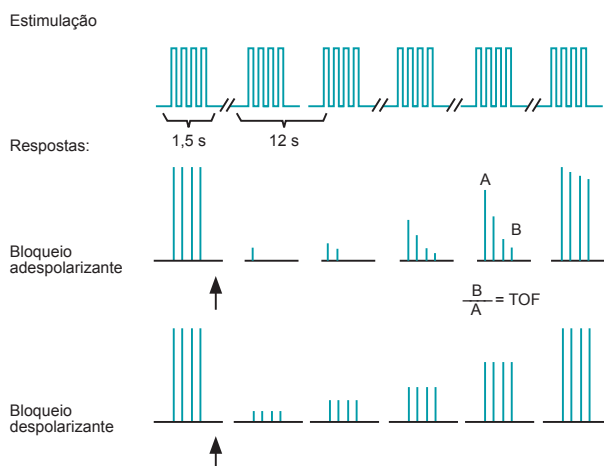 Estimulação
1,5 s
12 s
Respostas:
A
B
Bloqueio
adespolarizante
B
A
= TOF
Bloqueio
despolarizante